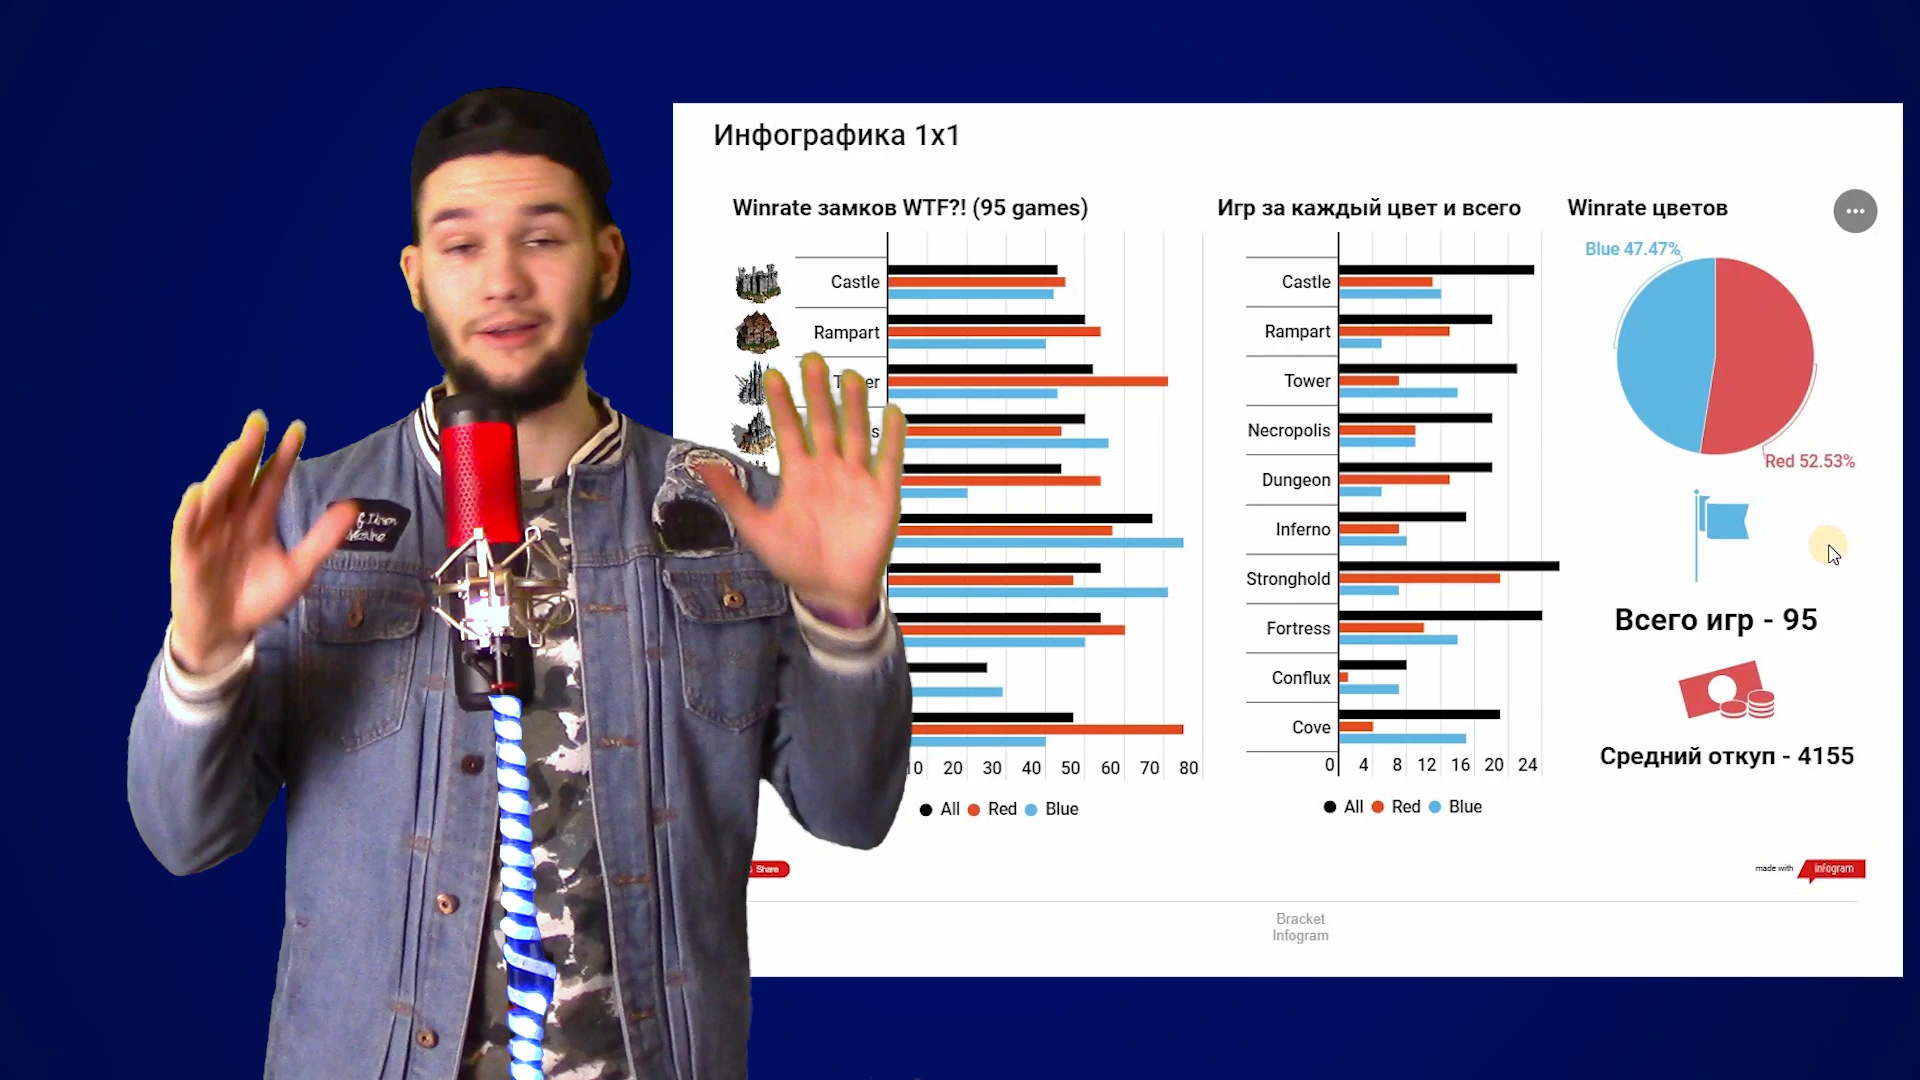 Инфографика 1x1
Winrate замков WTF?! (95 games)
Castle
Rampart
10 20 30 40 50 60 70 80
All Red Blue
Игр за каждый цвет и всего
Castle
Rampart
Tower
Necropolis
Dungeon
Inferno
Stronghold
Fortress
Conflux
Cove
0 4 8 12 16 20 24
All Red Blue
Winrate цветов
Blue 47.47%
Red 52.53%
Всего игр - 95
Средний откуп - 4155
Share
made with infogram
Bracket
Infogram